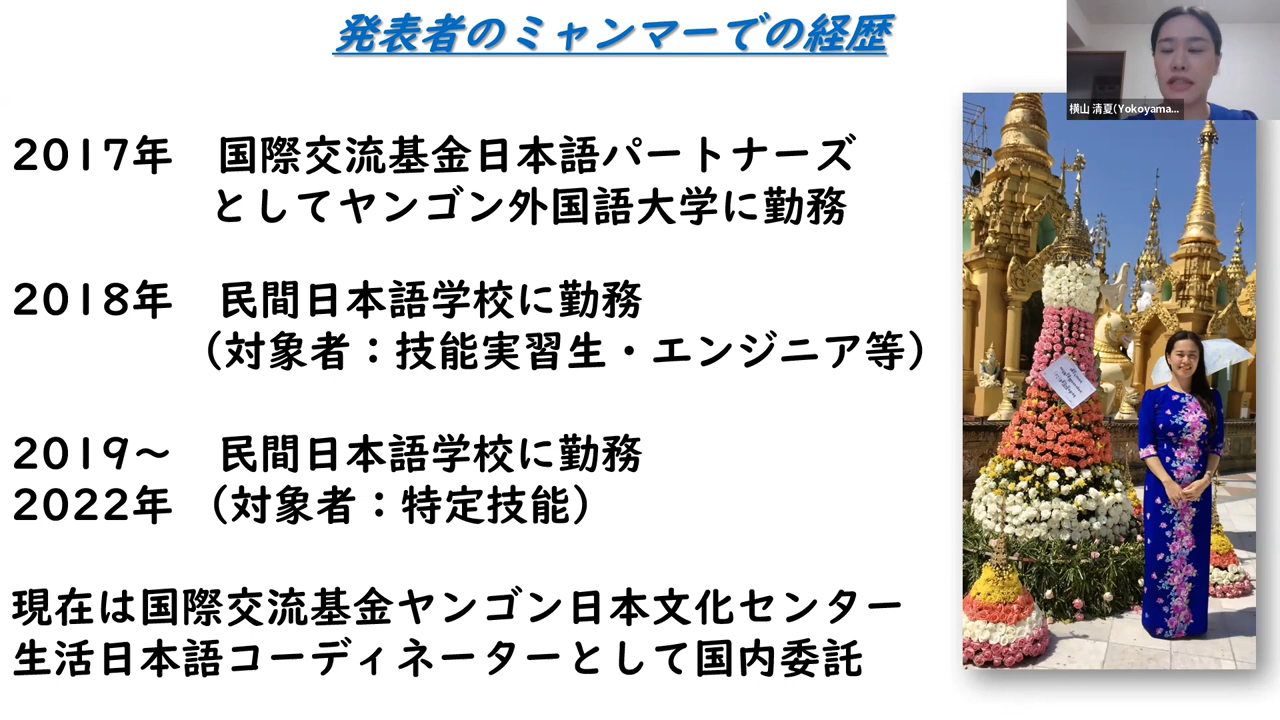 発表者のミャンマーでの経歴
横山 清夏(Yokoyama...
2017年 国際交流基金日本語パートナーズ
としてヤンゴン外国語大学に勤務
2018年 民間日本語学校に勤務
（対象者：技能実習生・エンジニア等）
2019～ 民間日本語学校に勤務
2022年 （対象者：特定技能）
現在は国際交流基金ヤンゴン日本文化センター
生活日本語コーディネーターとして国内委託